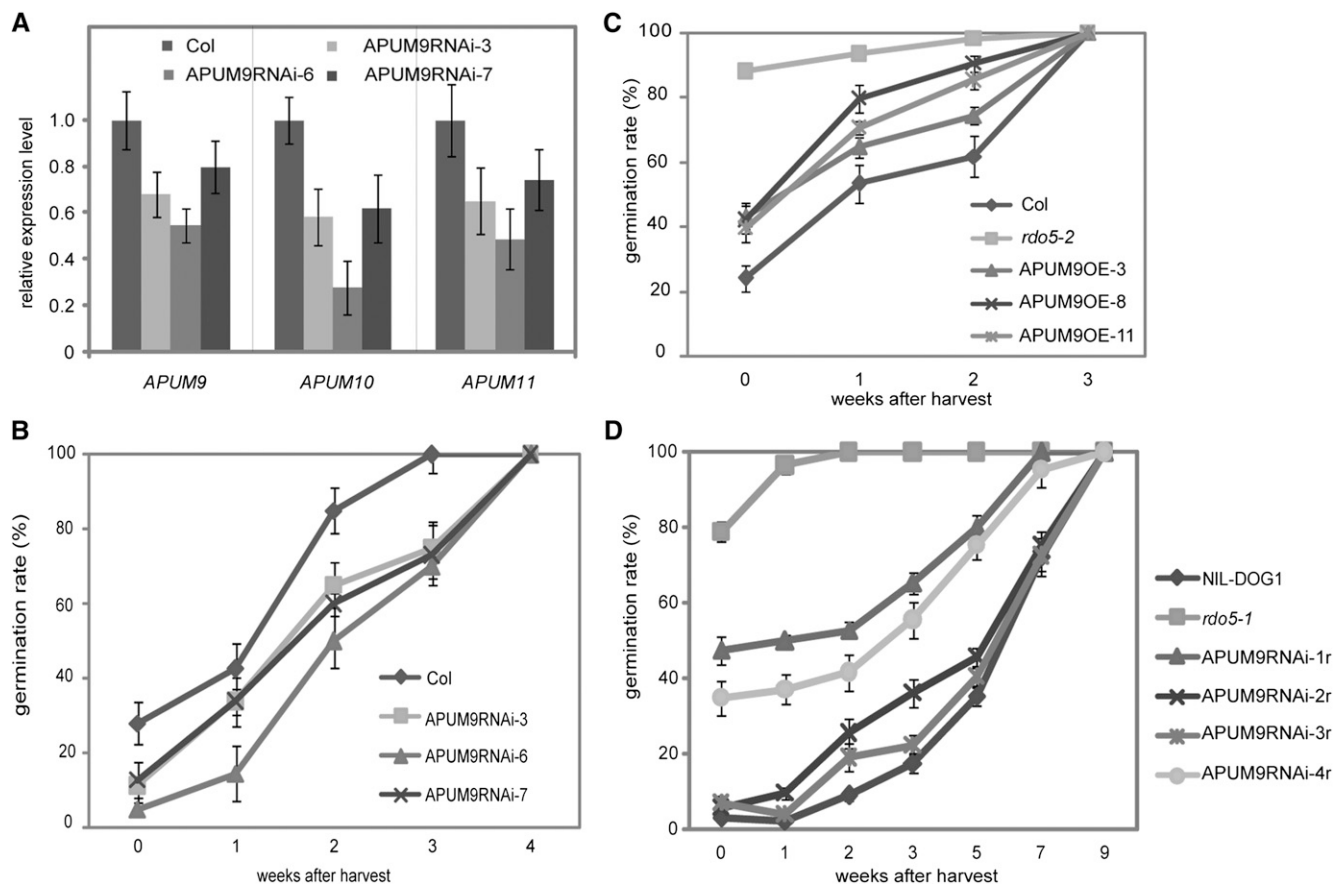 A
Col
APUM9RNAi-3
APUM9RNAi-6
APUM9RNAi-7
relative expression level
1.0
0.8
0.6
0.4
0.2
0
APUM9
APUM10
APUM11
B
germination rate (%)
100
80
60
40
20
0
Col
APUM9RNAi-3
APUM9RNAi-6
APUM9RNAi-7
0 1 2 3 4
weeks after harvest
C
germination rate (%)
100
80
60
40
20
0
Col
rdo5-2
APUM9OE-3
APUM9OE-8
APUM9OE-11
0 1 2 3
weeks after harvest
D
germination rate (%)
100
80
60
40
20
0
0 1 2 3 5 7 9
weeks after harvest
NIL-DOG1
rdo5-1
APUM9RNAi-1r
APUM9RNAi-2r
APUM9RNAi-3r
APUM9RNAi-4r